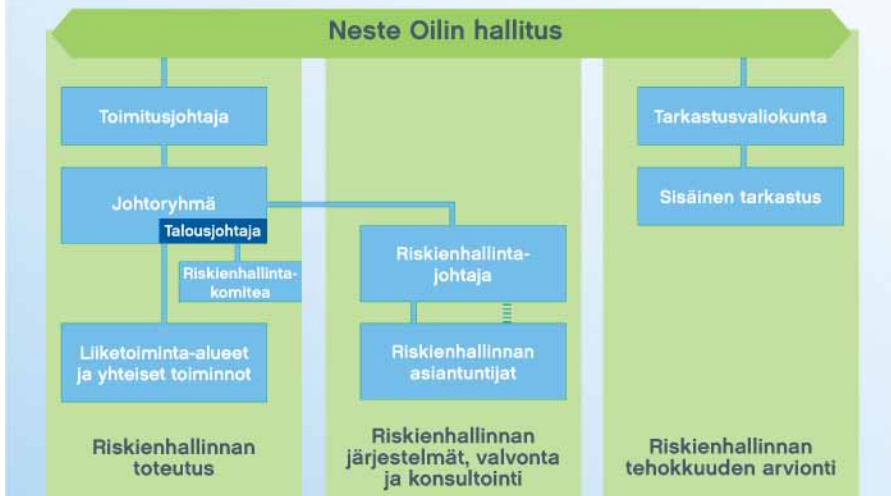 Neste Oilin hallitus
Toimitusjohtaja
Johtoryhmä
Talousjohtaja
Riskienhallinta-
komitea
Liiketoiminta-alueet
ja yhteiset toiminnot
Riskienhallinnan
toteutus
Riskienhallinta-
johtaja
Riskienhallinnan
asiantuntijat
Riskienhallinnan
järjestelmät, valvonta
ja konsultointi
Tarkastusvaliokunta
Sisäinen tarkastus
Riskienhallinnan
tehokkuuden arviointi